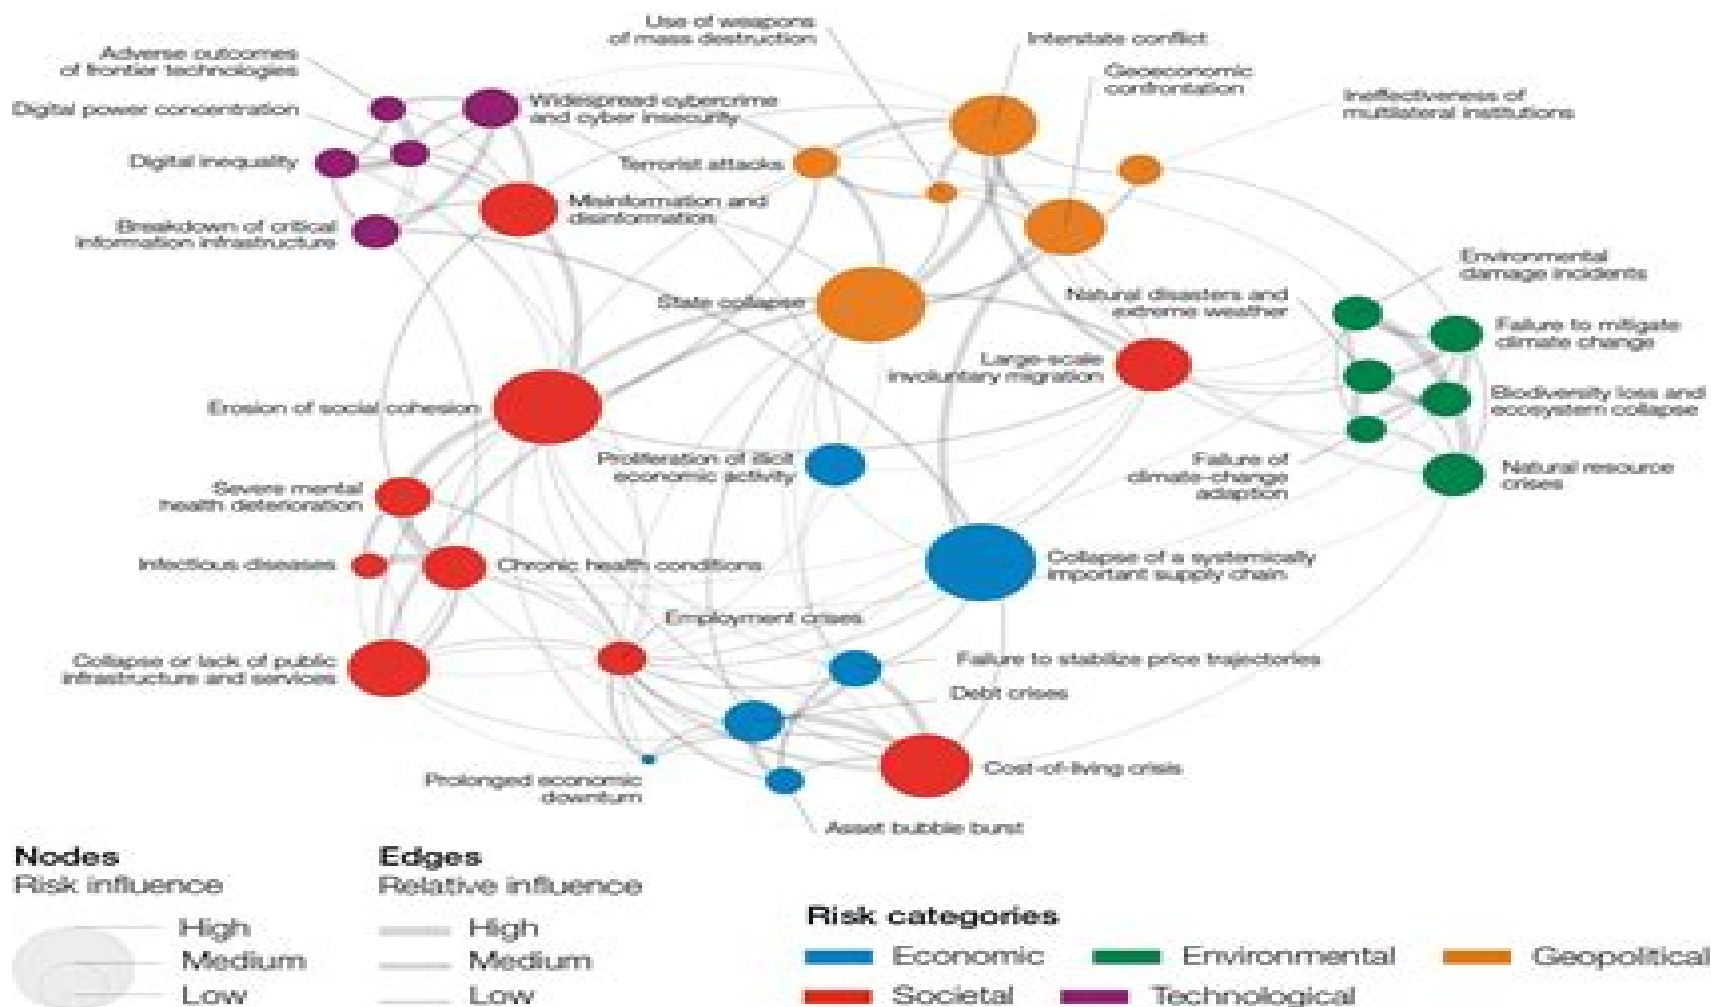 Use of weapons
of mass destruction
Interstate conflict
Adverse outcomes
of frontier technologies
Geoeconomic
confrontation
Digital power concentration
Widespread cybercrime
and cyber insecurity
Ineffectiveness of
multilateral institutions
Digital inequality
Terrorist attacks
Misinformation and
disinformation
Breakdown of critical
information infrastructure
Environmental
damage incidents
State collapse
Natural disasters and
extreme weather
Failure to mitigate
climate change
Large-scale
involuntary migration
Biodiversity loss and
ecosystem collapse
Erosion of social cohesion
Proliferation of illicit
economic activity
Failure of
climate-change
adaption
Natural resource
crises
Severe mental
health deterioration
Infectious diseases
Chronic health conditions
Collapse of a systemically
important supply chain
Employment crises
Collapse or lack of public
infrastructure and services
Failure to stabilize price trajectories
Debt crises
Prolonged economic
downturn
Cost-of-living crisis
Asset bubble burst
Nodes
Risk influence
High
Medium
Low
Edges
Relative influence
High
Medium
Low
Risk categories
Economic
Environmental
Geopolitical
Societal
Technological